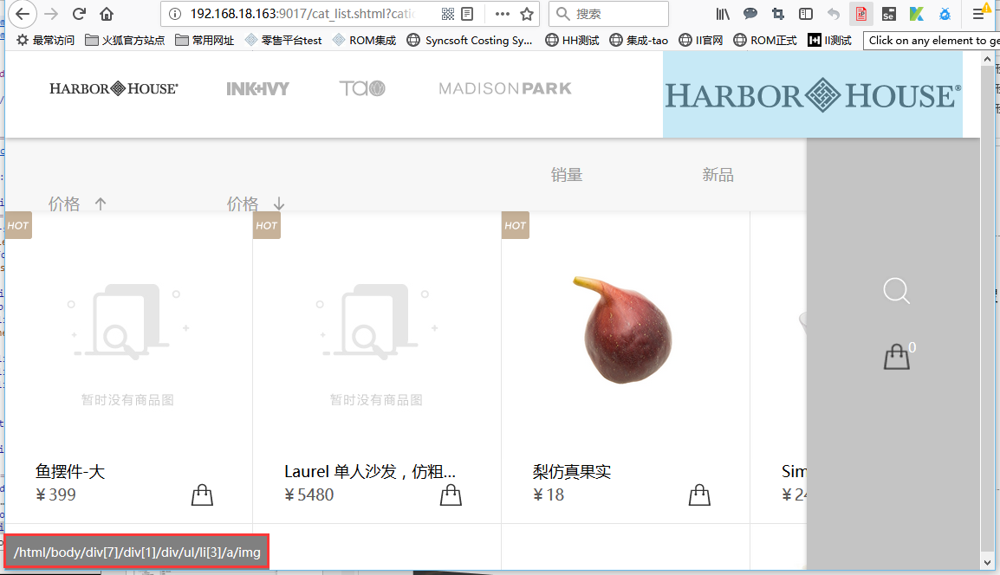 192.168.18.163:9017/cat_list.shtml?catid
搜索
最常访问 火狐官方站点 常用网址 零售平台test ROM集成 Syncsoft Costing Sy... HH测试 集成-tao II官网 ROM正式 II测试
Click on any element to ge
HARBOR HOUSE INK+IVY TAO MADISON PARK HARBOR HOUSE®
销量 新品
价格 ↑ 价格 ↓
HOT HOT HOT
0
暂时没有商品图 暂时没有商品图
鱼摆件-大 Laurel 单人沙发，仿粗... 梨仿真果实 Sim
¥399 ¥5480 ¥18 ¥24
/html/body/div[7]/div[1]/div/ul/li[3]/a/img